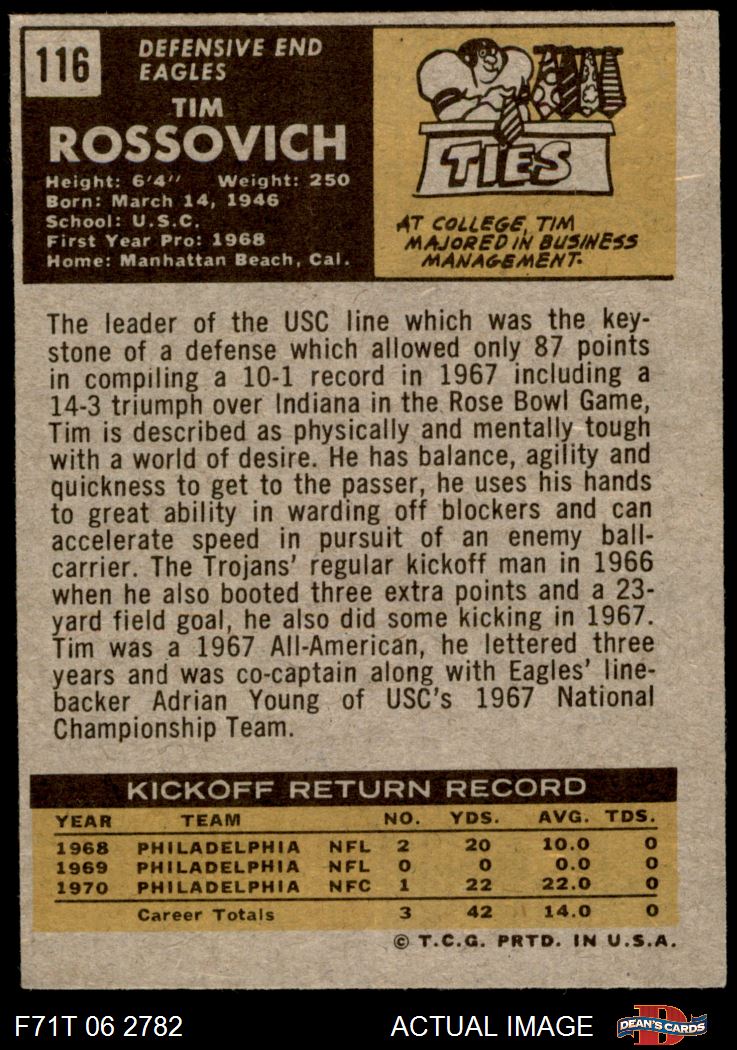 116
DEFENSIVE END
EAGLES
TIM
ROSSOVICH
Height: 6'4" Weight: 250
Born: March 14, 1946
School: U.S.C.
First Year Pro: 1968
Home: Manhattan Beach, Cal.
TIES
AT COLLEGE, TIM
MAJORED IN BUSINESS
MANAGEMENT.
The leader of the USC line which was the key-
stone of a defense which allowed only 87 points
in compiling a 10-1 record in 1967 including a
14-3 triumph over Indiana in the Rose Bowl Game,
Tim is described as physically and mentally tough
with a world of desire. He has balance, agility and
quickness to get to the passer, he uses his hands
to great ability in warding off blockers and can
accelerate speed in pursuit of an enemy ball-
carrier. The Trojans' regular kickoff man in 1966
when he also booted three extra points and a 23-
yard field goal, he also did some kicking in 1967.
Tim was a 1967 All-American, he lettered three
years and was co-captain along with Eagles' line-
backer Adrian Young of USC's 1967 National
Championship Team.
KICKOFF RETURN RECORD
YEAR TEAM NO. YDS. AVG. TDS.
1968 PHILADELPHIA NFL 2 20 10.0 0
1969 PHILADELPHIA NFL 0 0 0.0 0
1970 PHILADELPHIA NFC 1 22 22.0 0
Career Totals 3 42 14.0 0
© T.C.G. PRTD. IN U.S.A.
F71T 06 2782 ACTUAL IMAGE D DEAN'S CARDS